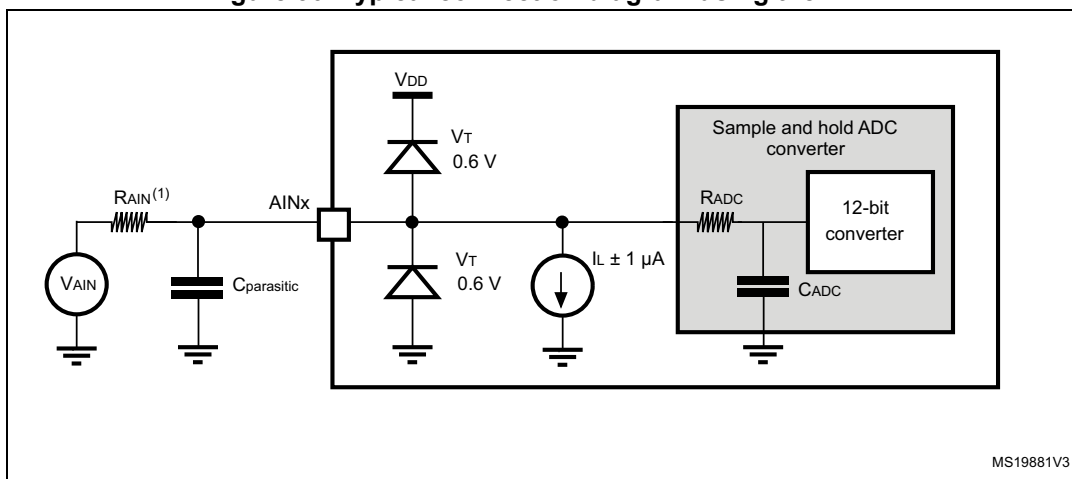 VDD
Sample and hold ADC
converter
VT
0.6 V
RAIN(1)
AINx
RADC
12-bit
converter
VT
0.6 V
IL ± 1 µA
VAIN
Cparasitic
CADC
MS19881V3